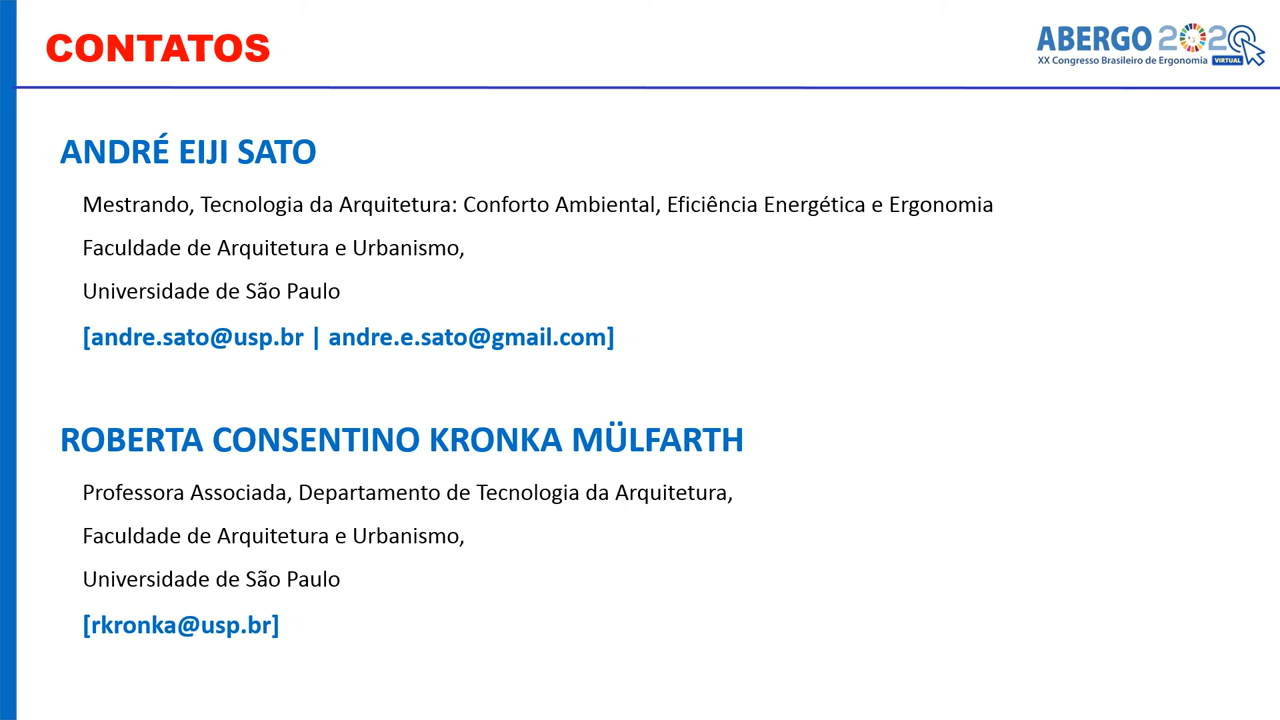 CONTATOS
ABERGO 2020
XX Congresso Brasileiro de Ergonomia VIRTUAL
ANDRÉ EIJI SATO
Mestrando, Tecnologia da Arquitetura: Conforto Ambiental, Eficiência Energética e Ergonomia
Faculdade de Arquitetura e Urbanismo,
Universidade de São Paulo
[andre.sato@usp.br | andre.e.sato@gmail.com]
ROBERTA CONSENTINO KRONKA MÜLFARTH
Professora Associada, Departamento de Tecnologia da Arquitetura,
Faculdade de Arquitetura e Urbanismo,
Universidade de São Paulo
[rkronka@usp.br]